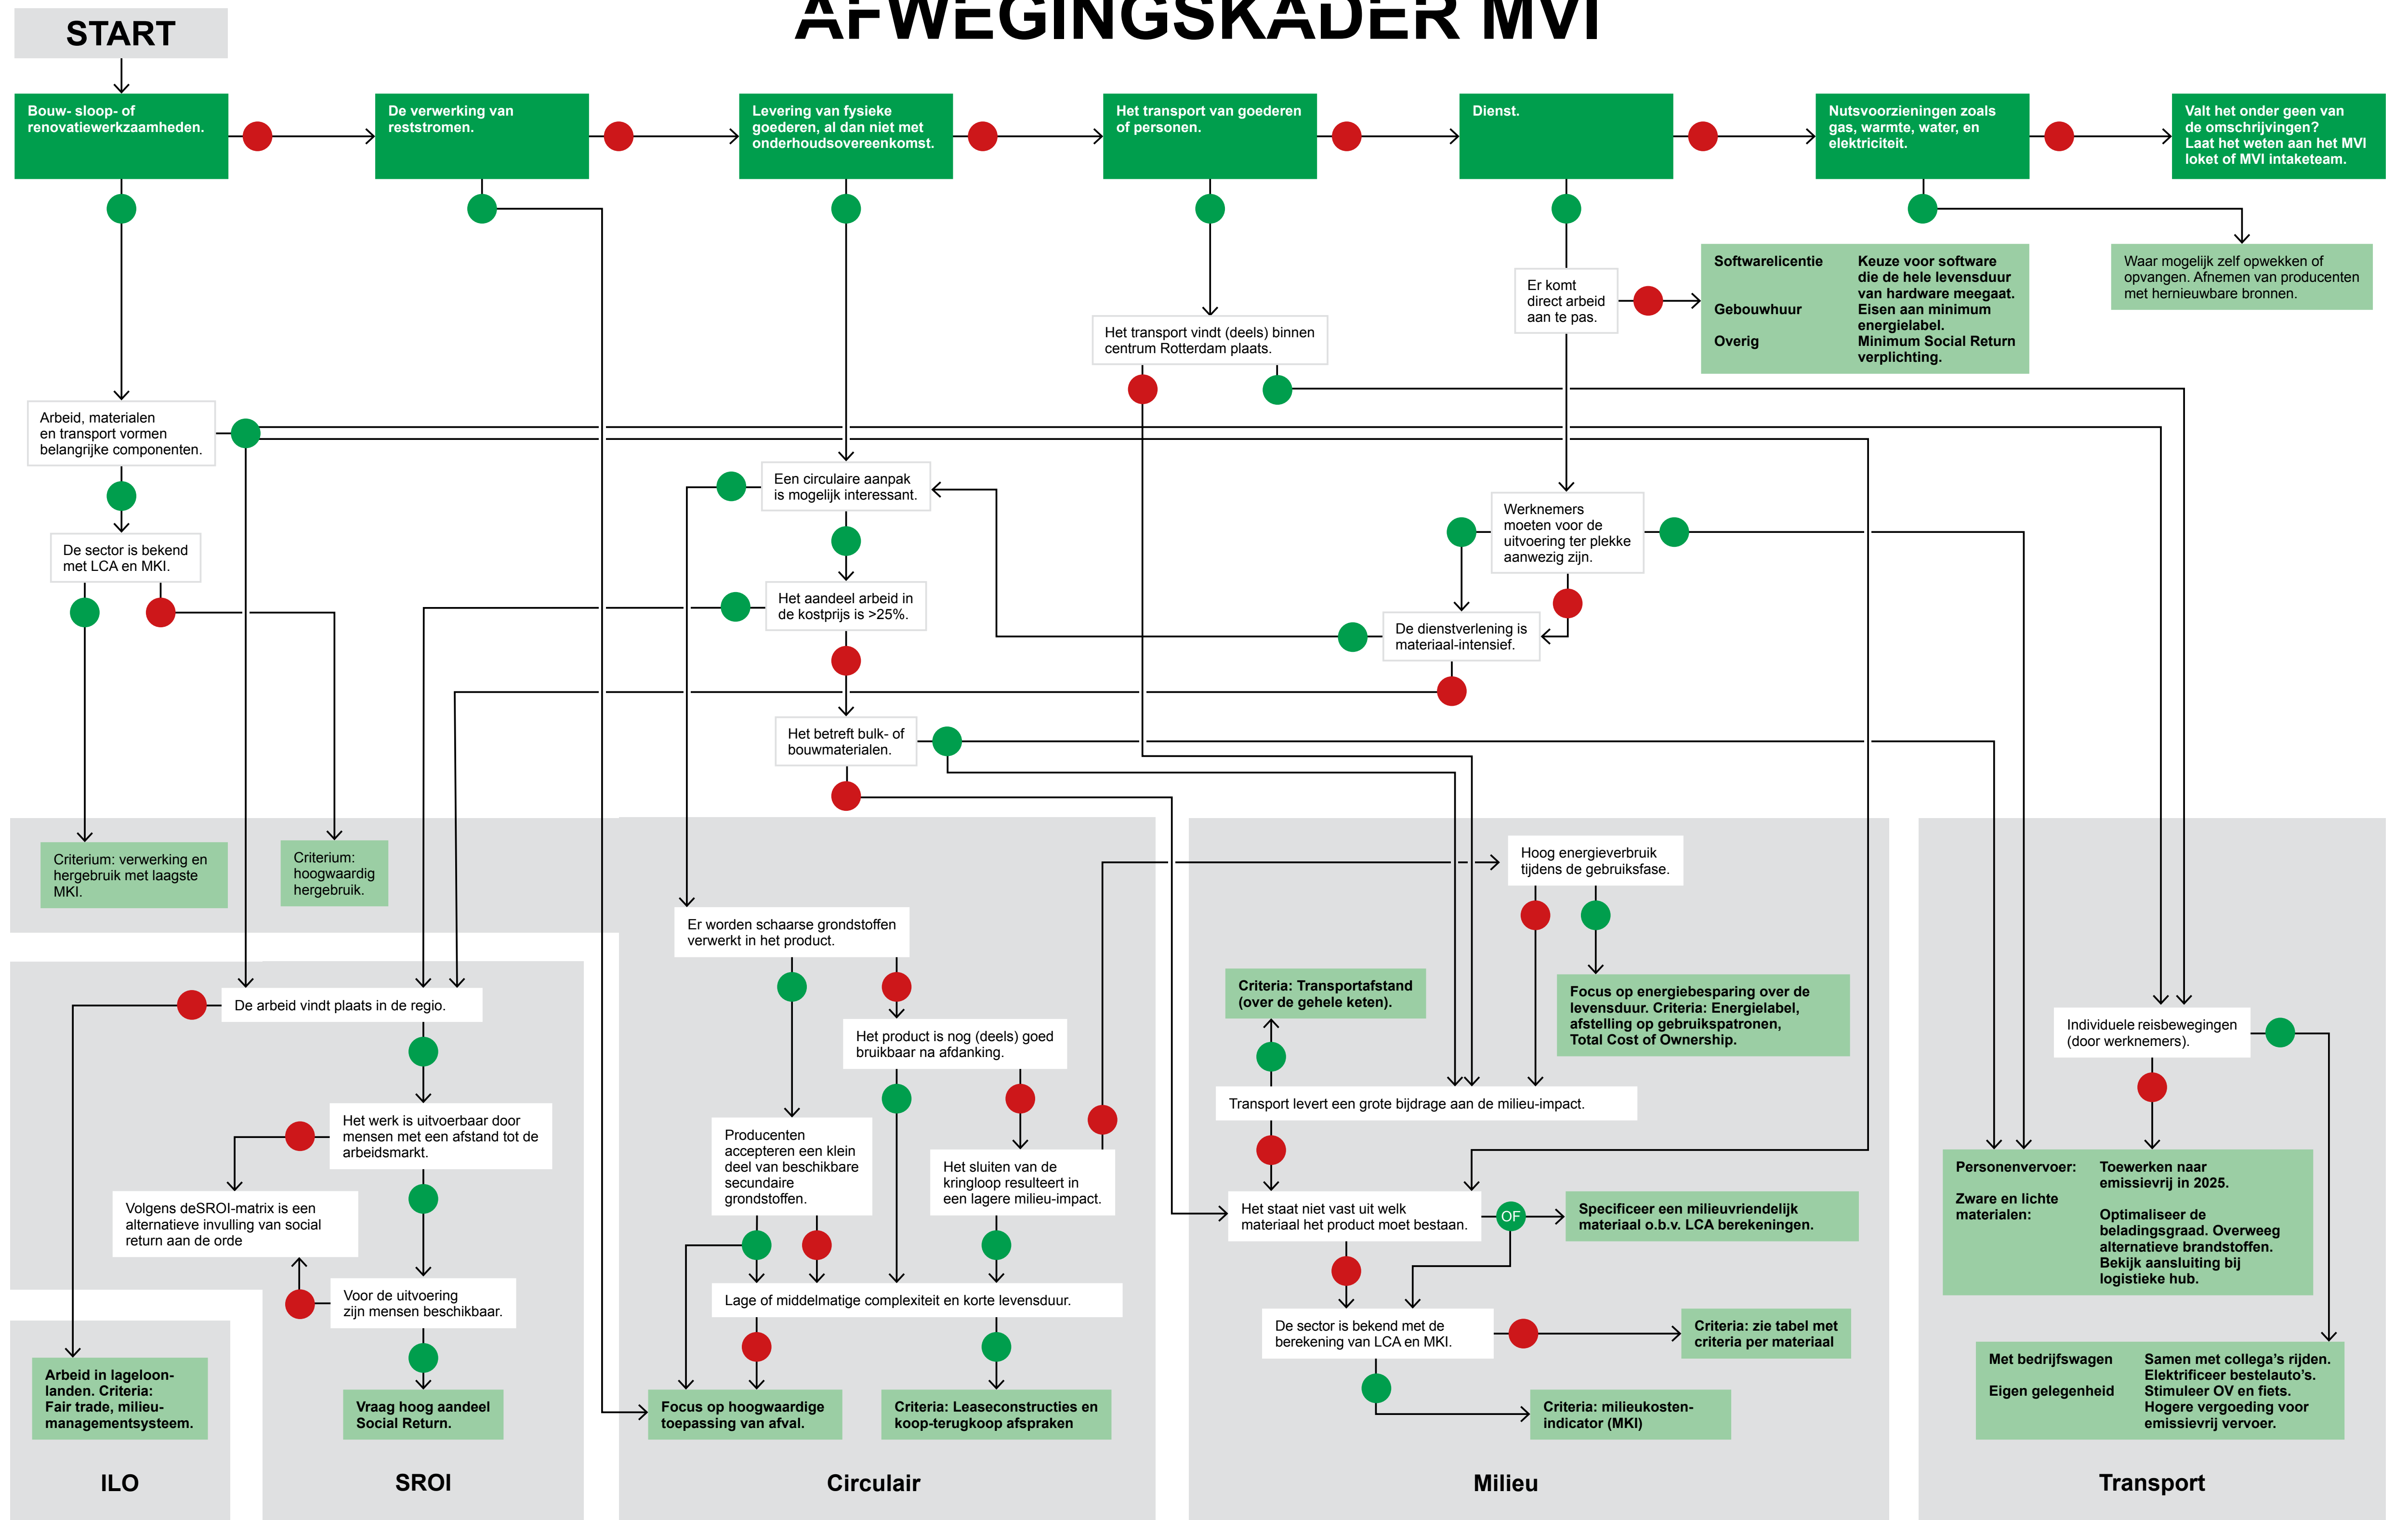 AFWEGINGSKADER MVI
START
Bouw- sloop- of
renovatiewerkzaamheden.
De verwerking van
reststromen.
Levering van fysieke
goederen, al dan niet met
onderhoudsovereenkomst.
Het transport van goederen
of personen.
Dienst.
Nutsvoorzieningen zoals
gas, warmte, water, en
elektriciteit.
Valt het onder geen van
de omschrijvingen?
Laat het weten aan het MVI
loket of MVI intaketeam.
Er komt
direct arbeid
aan te pas.
Softwarelicentie
Keuze voor software
die de hele levensduur
van hardware meegaat.
Gebouwhuur
Eisen aan minimum
energielabel.
Overig
Minimum Social Return
verplichting.
Waar mogelijk zelf opwekken of
opvangen. Afnemen van producenten
met hernieuwbare bronnen.
Het transport vindt (deels) binnen
centrum Rotterdam plaats.
Arbeid, materialen
en transport vormen
belangrijke componenten.
Een circulaire aanpak
is mogelijk interessant.
Werknemers
moeten voor de
uitvoering ter plekke
aanwezig zijn.
De sector is bekend
met LCA en MKI.
Het aandeel arbeid in
de kostprijs is >25%.
De dienstverlening is
materiaal-intensief.
Het betreft bulk- of
bouwmaterialen.
Criterium: verwerking en
hergebruik met laagste
MKI.
Criterium:
hoogwaardig
hergebruik.
Hoog energieverbruik
tijdens de gebruiksfase.
Er worden schaarse grondstoffen
verwerkt in het product.
De arbeid vindt plaats in de regio.
Criteria: Transportafstand
(over de gehele keten).
Focus op energiebesparing over de
levensduur. Criteria: Energielabel,
afstelling op gebruikspatronen,
Total Cost of Ownership.
Het product is nog (deels) goed
bruikbaar na afdanking.
Individuele reisbewegingen
(door werknemers).
Transport levert een grote bijdrage aan de milieu-impact.
Het werk is uitvoerbaar door
mensen met een afstand tot de
arbeidsmarkt.
Producenten
accepteren een klein
deel van beschikbare
secundaire
grondstoffen.
Het sluiten van de
kringloop resulteert in
een lagere milieu-impact.
Personenvervoer:
Toewerken naar
emissievrij in 2025.
Zware en lichte
materialen:
Optimaliseer de
beladingsgraad. Overweeg
alternatieve brandstoffen.
Bekijk aansluiting bij
logistieke hub.
Volgens deSROI-matrix is een
alternatieve invulling van social
return aan de orde
Het staat niet vast uit welk
materiaal het product moet bestaan.
OF
Specificeer een milieuvriendelijk
materiaal o.b.v. LCA berekeningen.
Voor de uitvoering
zijn mensen beschikbaar.
Lage of middelmatige complexiteit en korte levensduur.
De sector is bekend met de
berekening van LCA en MKI.
Criteria: zie tabel met
criteria per materiaal
Arbeid in lageloon-
landen. Criteria:
Fair trade, milieu-
managementsysteem.
Vraag hoog aandeel
Social Return.
Focus op hoogwaardige
toepassing van afval.
Criteria: Leaseconstructies en
koop-terugkoop afspraken
Criteria: milieukosten-
indicator (MKI)
Met bedrijfswagen
Samen met collega's rijden.
Elektrificeer bestelauto's.
Eigen gelegenheid
Stimuleer OV en fiets.
Hogere vergoeding voor
emissievrij vervoer.
ILO
SROI
Circulair
Milieu
Transport